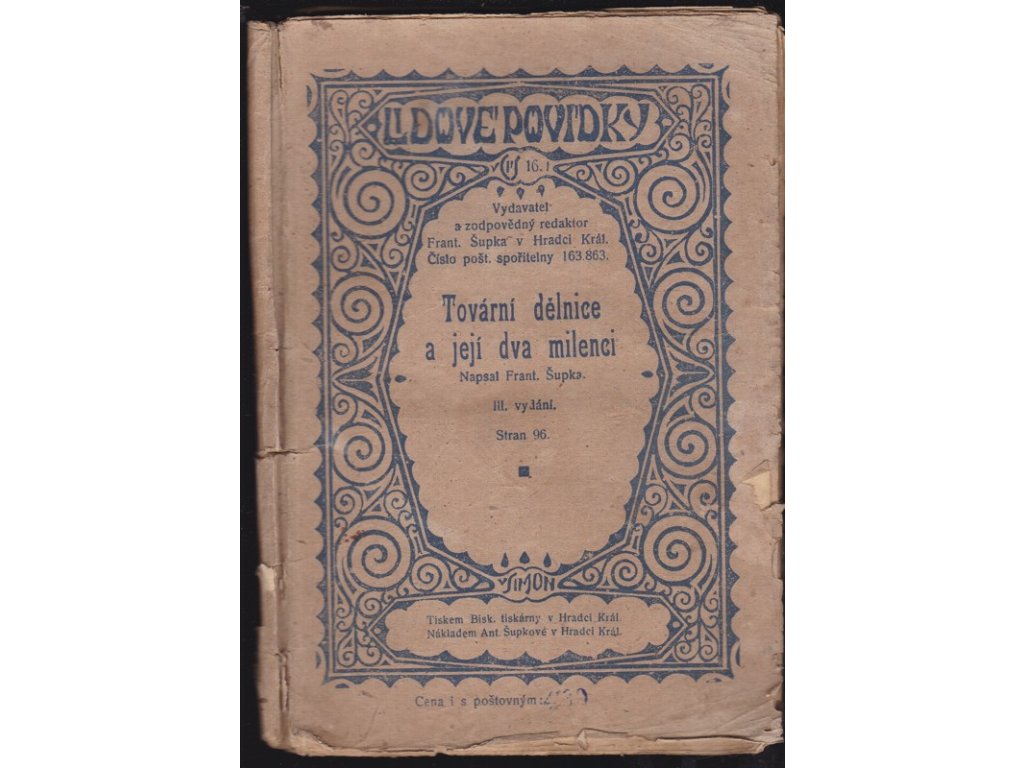 LIDOVÉ POVÍDKY
Čís 16.
Vydavatel
a zodpovědný redaktor
Frant. Šupka v Hradci Král.
Číslo pošt. spořitelny 163.863.
Tovární dělnice
a její dva milenci
Napsal Frant. Šupka.
III. vydání.
Stran 96.
ŠIMON
Tiskem Bisk. tiskárny v Hradci Král.
Nákladem Ant. Šupkové v Hradci Král.
Cena i s poštovným: